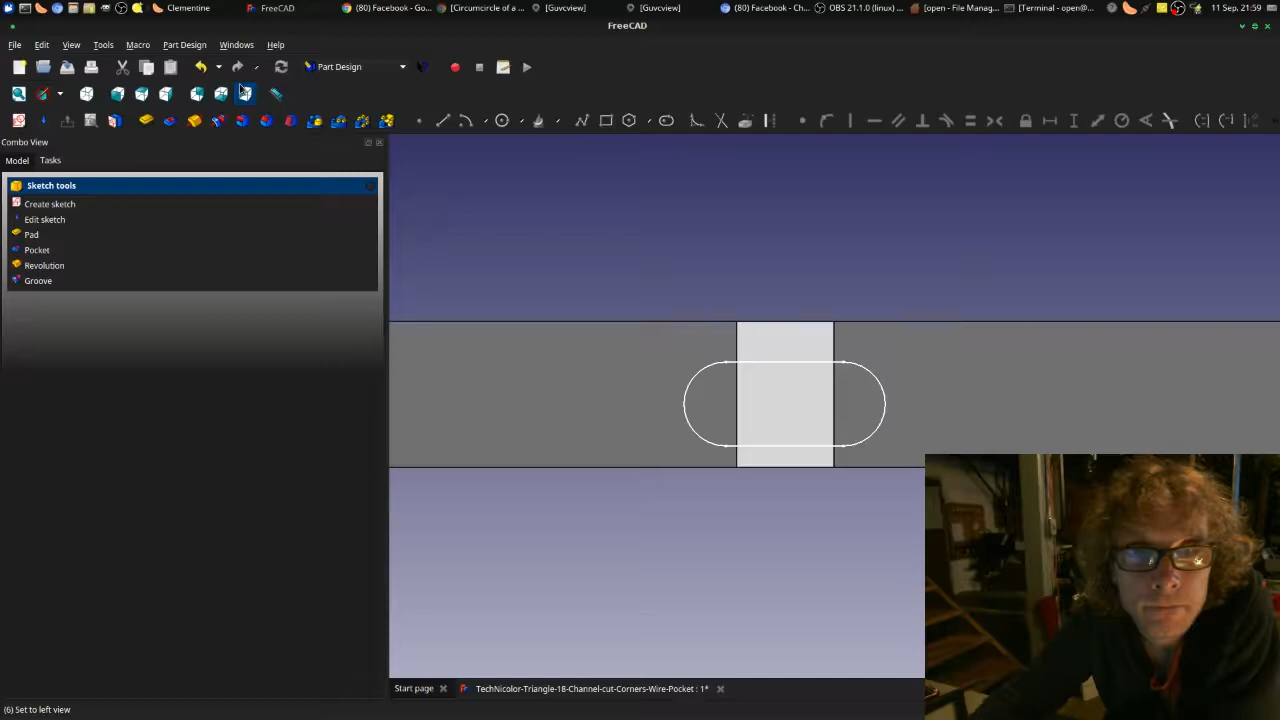 Clementine
FreeCAD
(80) Facebook - Go...
[Circumcircle of a ...
[Guvcview]
[Guvcview]
(80) Facebook - Ch...
OBS 21.1.0 (linux) ...
[open - File Manag...
[Terminal - open@...
11 Sep, 21:59
FreeCAD
File Edit View Tools Macro Part Design Windows Help
Part Design
Combo View
Model Tasks
Sketch tools
Create sketch
Edit sketch
Pad
Pocket
Revolution
Groove
Start page
TechNicolor-Triangle-18-Channel-cut-Corners-Wire-Pocket : 1*
(6) Set to left view